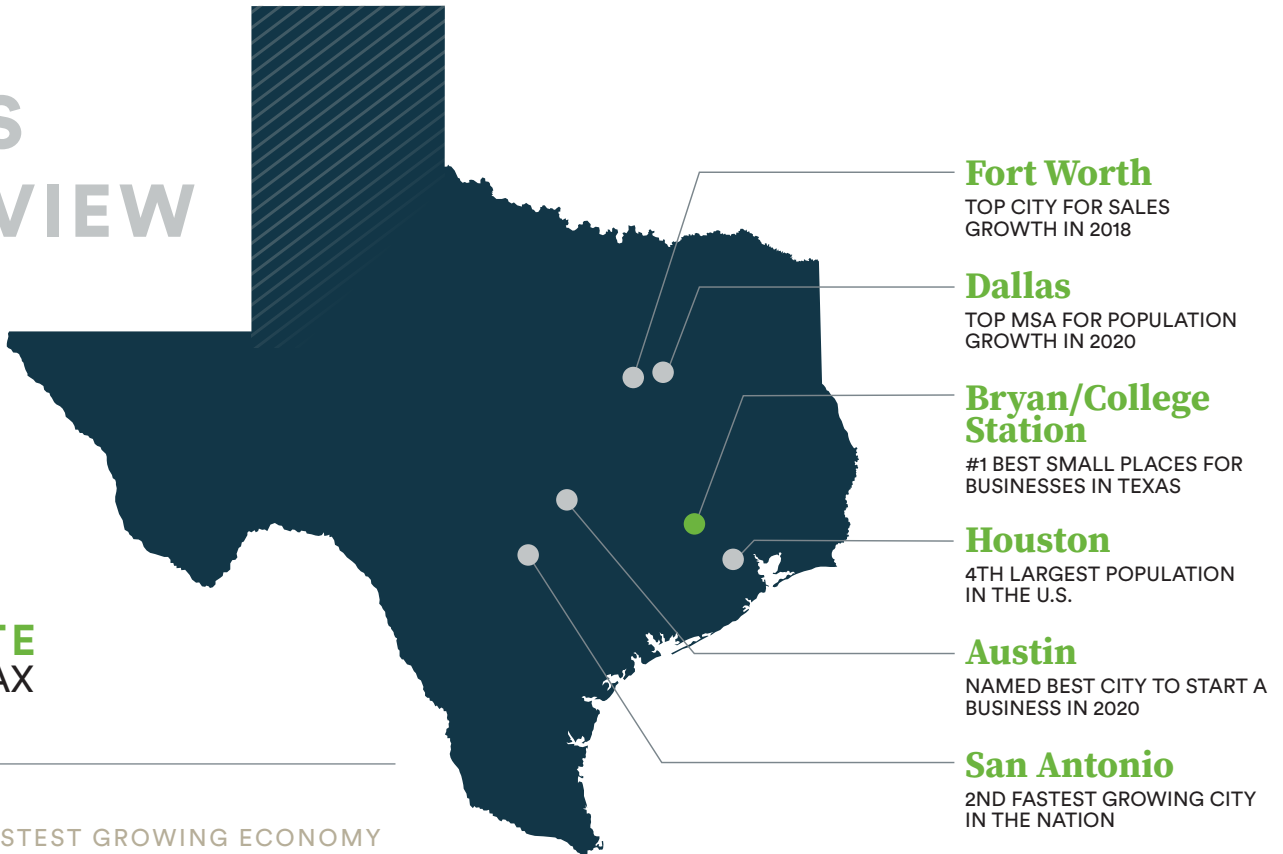 S
VIEW
TE
AX
STEST GROWING ECONOMY
Fort Worth
TOP CITY FOR SALES
GROWTH IN 2018
Dallas
TOP MSA FOR POPULATION
GROWTH IN 2020
Bryan/College
Station
#1 BEST SMALL PLACES FOR
BUSINESSES IN TEXAS
Houston
4TH LARGEST POPULATION
IN THE U.S.
Austin
NAMED BEST CITY TO START A
BUSINESS IN 2020
San Antonio
2ND FASTEST GROWING CITY
IN THE NATION